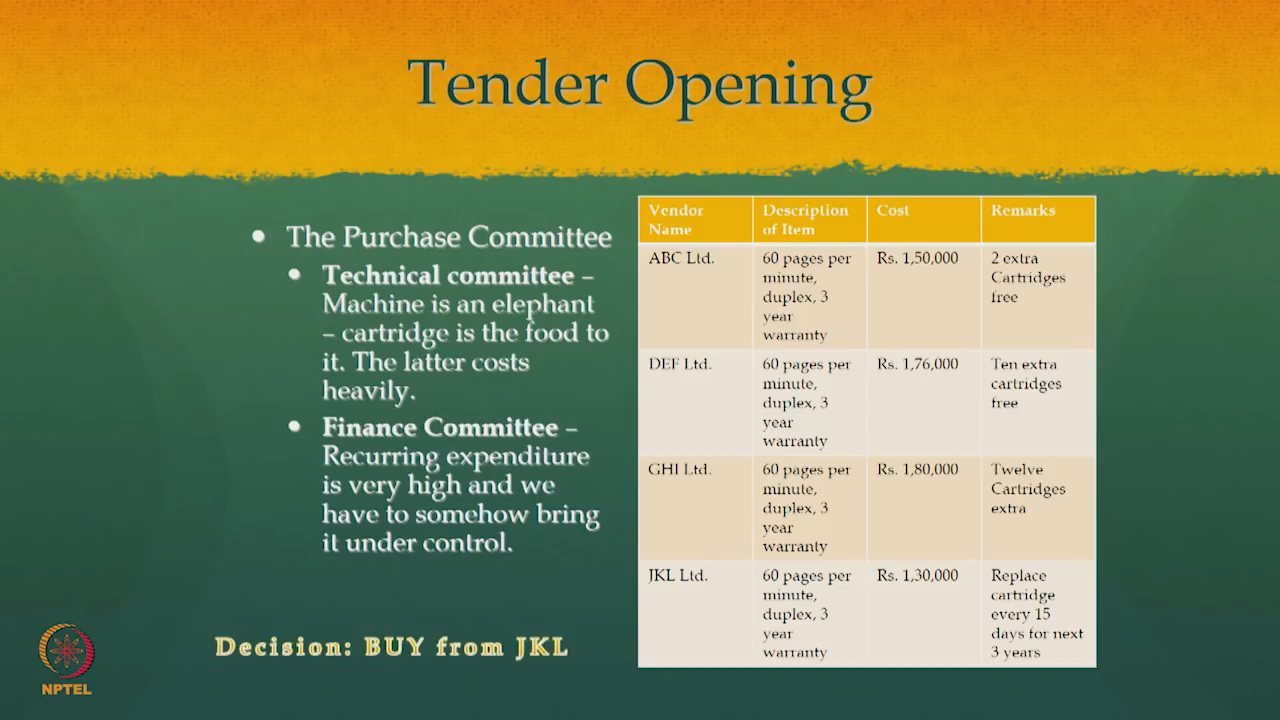 Tender Opening
• The Purchase Committee
• Technical committee –
Machine is an elephant
– cartridge is the food to
it. The latter costs
heavily.
• Finance Committee –
Recurring expenditure
is very high and we
have to somehow bring
it under control.
Decision: BUY from JKL
Vendor Name | Description of Item | Cost | Remarks
ABC Ltd. | 60 pages per minute, duplex, 3 year warranty | Rs. 1,50,000 | 2 extra Cartridges free
DEF Ltd. | 60 pages per minute, duplex, 3 year warranty | Rs. 1,76,000 | Ten extra cartridges free
GHI Ltd. | 60 pages per minute, duplex, 3 year warranty | Rs. 1,80,000 | Twelve Cartridges extra
JKL Ltd. | 60 pages per minute, duplex, 3 year warranty | Rs. 1,30,000 | Replace cartridge every 15 days for next 3 years
NPTEL